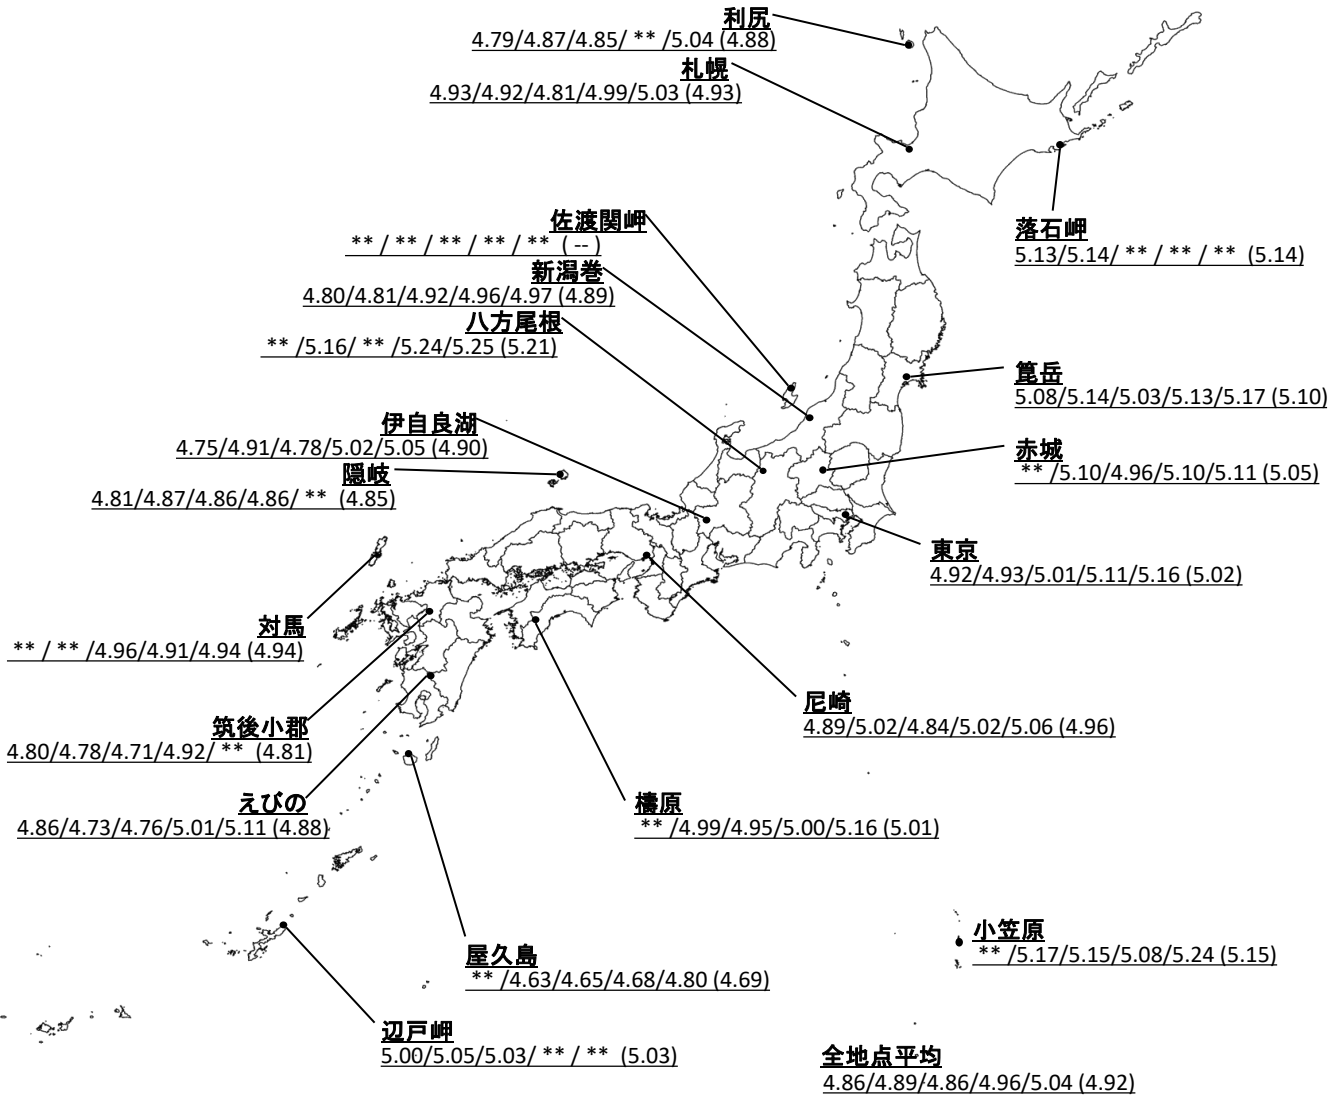 利尻
4.79/4.87/4.85/ ** /5.04 (4.88)
札幌
4.93/4.92/4.81/4.99/5.03 (4.93)
落石岬
5.13/5.14/ ** / ** / ** (5.14)
佐渡関岬
** / ** / ** / ** / ** ( -- )
新潟巻
4.80/4.81/4.92/4.96/4.97 (4.89)
八方尾根
** /5.16/ ** /5.24/5.25 (5.21)
箟岳
5.08/5.14/5.03/5.13/5.17 (5.10)
伊自良湖
4.75/4.91/4.78/5.02/5.05 (4.90)
赤城
** /5.10/4.96/5.10/5.11 (5.05)
隠岐
4.81/4.87/4.86/4.86/ ** (4.85)
東京
4.92/4.93/5.01/5.11/5.16 (5.02)
対馬
** / ** /4.96/4.91/4.94 (4.94)
尼崎
4.89/5.02/4.84/5.02/5.06 (4.96)
筑後小郡
4.80/4.78/4.71/4.92/ ** (4.81)
えびの
4.86/4.73/4.76/5.01/5.11 (4.88)
檮原
** /4.99/4.95/5.00/5.16 (5.01)
小笠原
** /5.17/5.15/5.08/5.24 (5.15)
屋久島
** /4.63/4.65/4.68/4.80 (4.69)
辺戸岬
5.00/5.05/5.03/ ** / ** (5.03)
全地点平均
4.86/4.89/4.86/4.96/5.04 (4.92)